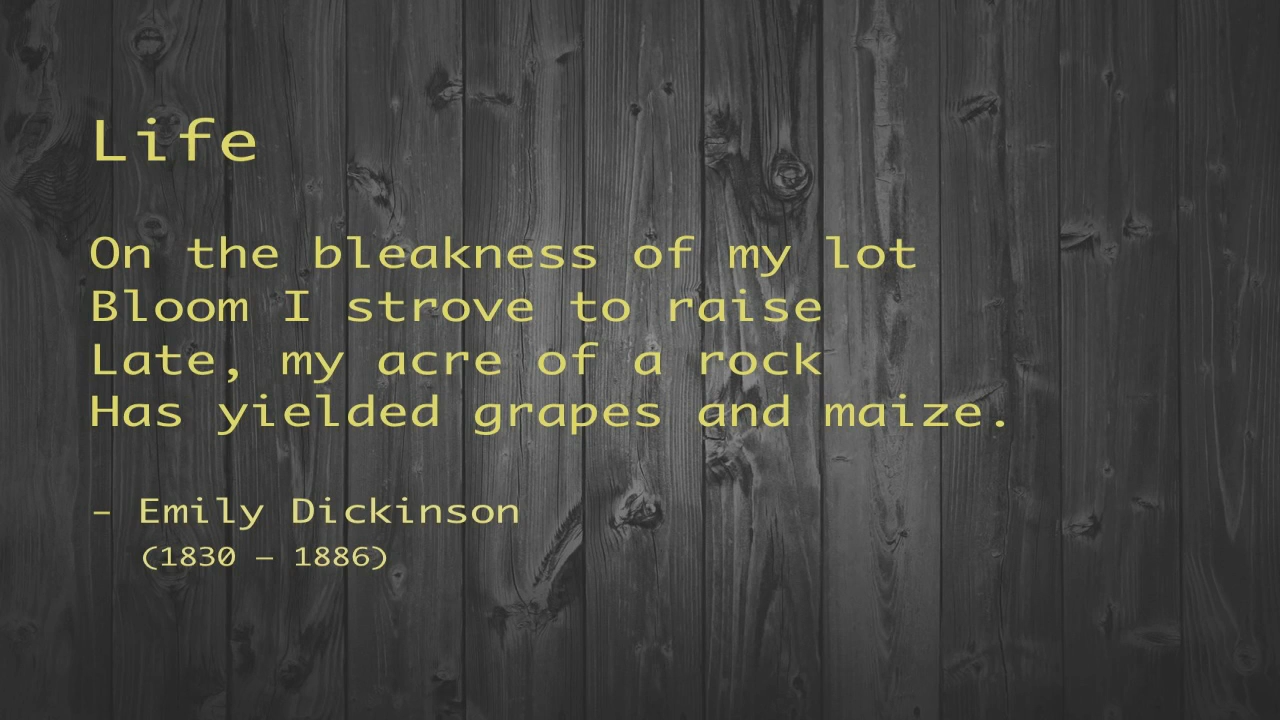 Life
On the bleakness of my lot
Bloom I strove to raise
Late, my acre of a rock
Has yielded grapes and maize.
– Emily Dickinson
(1830 – 1886)